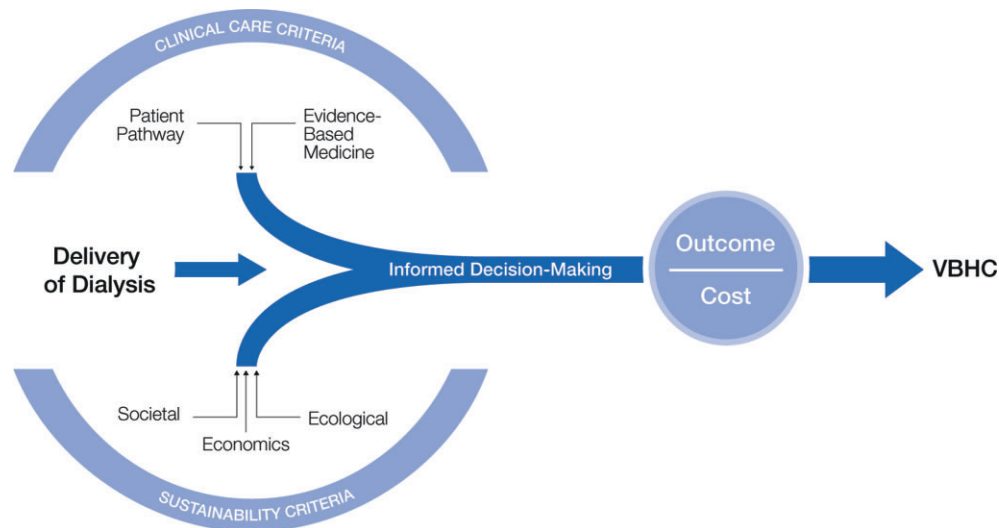 CLINICAL CARE CRITERIA
Patient
Pathway
Evidence-
Based
Medicine
Delivery
of Dialysis
Informed Decision-Making
Outcome
Cost
VBHC
Societal
Economics
Ecological
SUSTAINABILITY CRITERIA